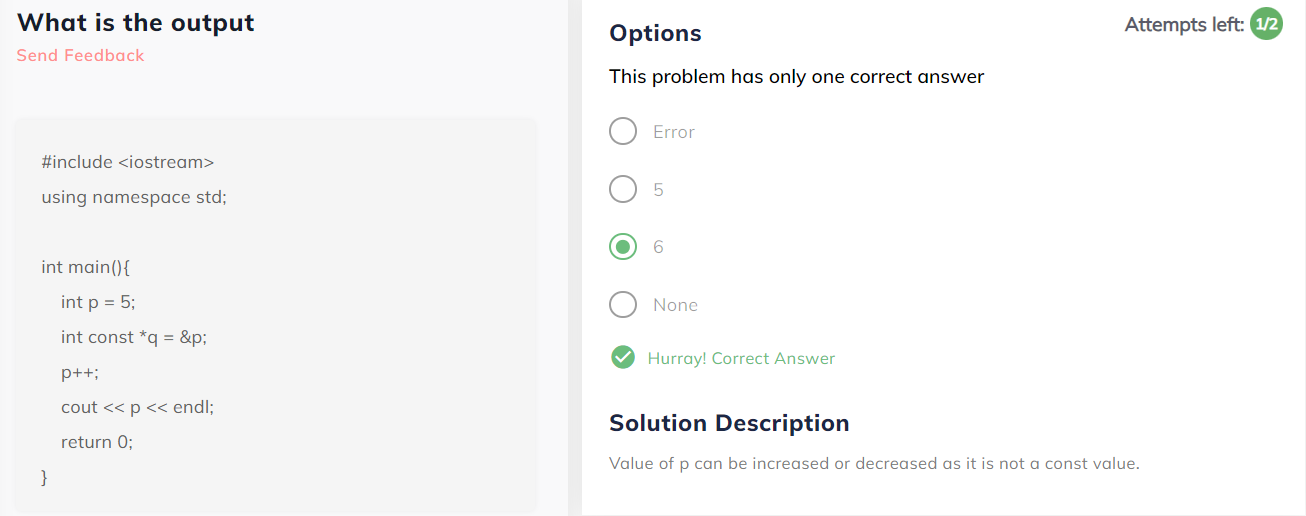 What is the output
Send Feedback
#include <iostream>
using namespace std;
int main(){
int p = 5;
int const *q = &p;
p++;
cout << p << endl;
return 0;
}
Options
Attempts left: 1/2
This problem has only one correct answer
Error
5
6
None
Hurray! Correct Answer
Solution Description
Value of p can be increased or decreased as it is not a const value.